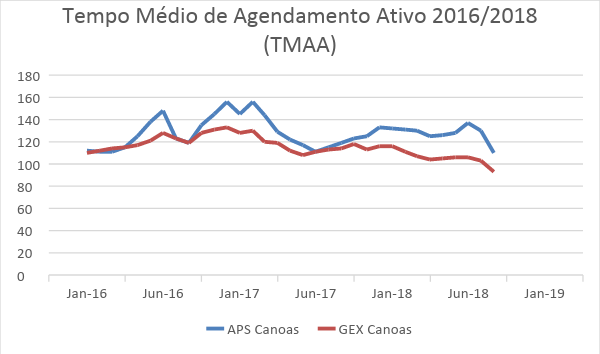 Tempo Médio de Agendamento Ativo 2016/2018
(TMAA)
180
160
140
120
100
80
60
40
20
0
Jan-16 Jun-16 Jan-17 Jun-17 Jan-18 Jun-18 Jan-19
APS Canoas GEX Canoas